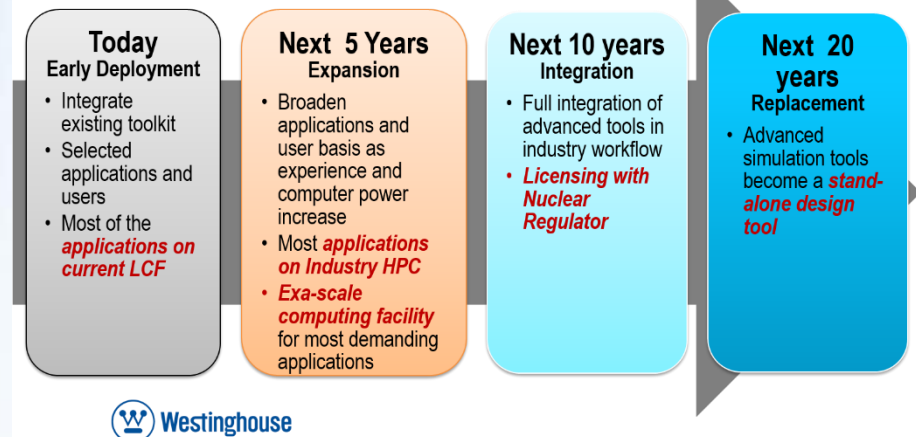 Today
Early Deployment
• Integrate
existing toolkit
• Selected
applications and
users
• Most of the
applications on
current LCF
Next 5 Years
Expansion
• Broaden
applications and
user basis as
experience and
computer power
increase
• Most applications
on Industry HPC
• Exa-scale
computing facility
for most demanding
applications
Next 10 years
Integration
• Full integration of
advanced tools in
industry workflow
• Licensing with
Nuclear
Regulator
Next 20
years
Replacement
• Advanced
simulation tools
become a stand-
alone design
tool
W Westinghouse